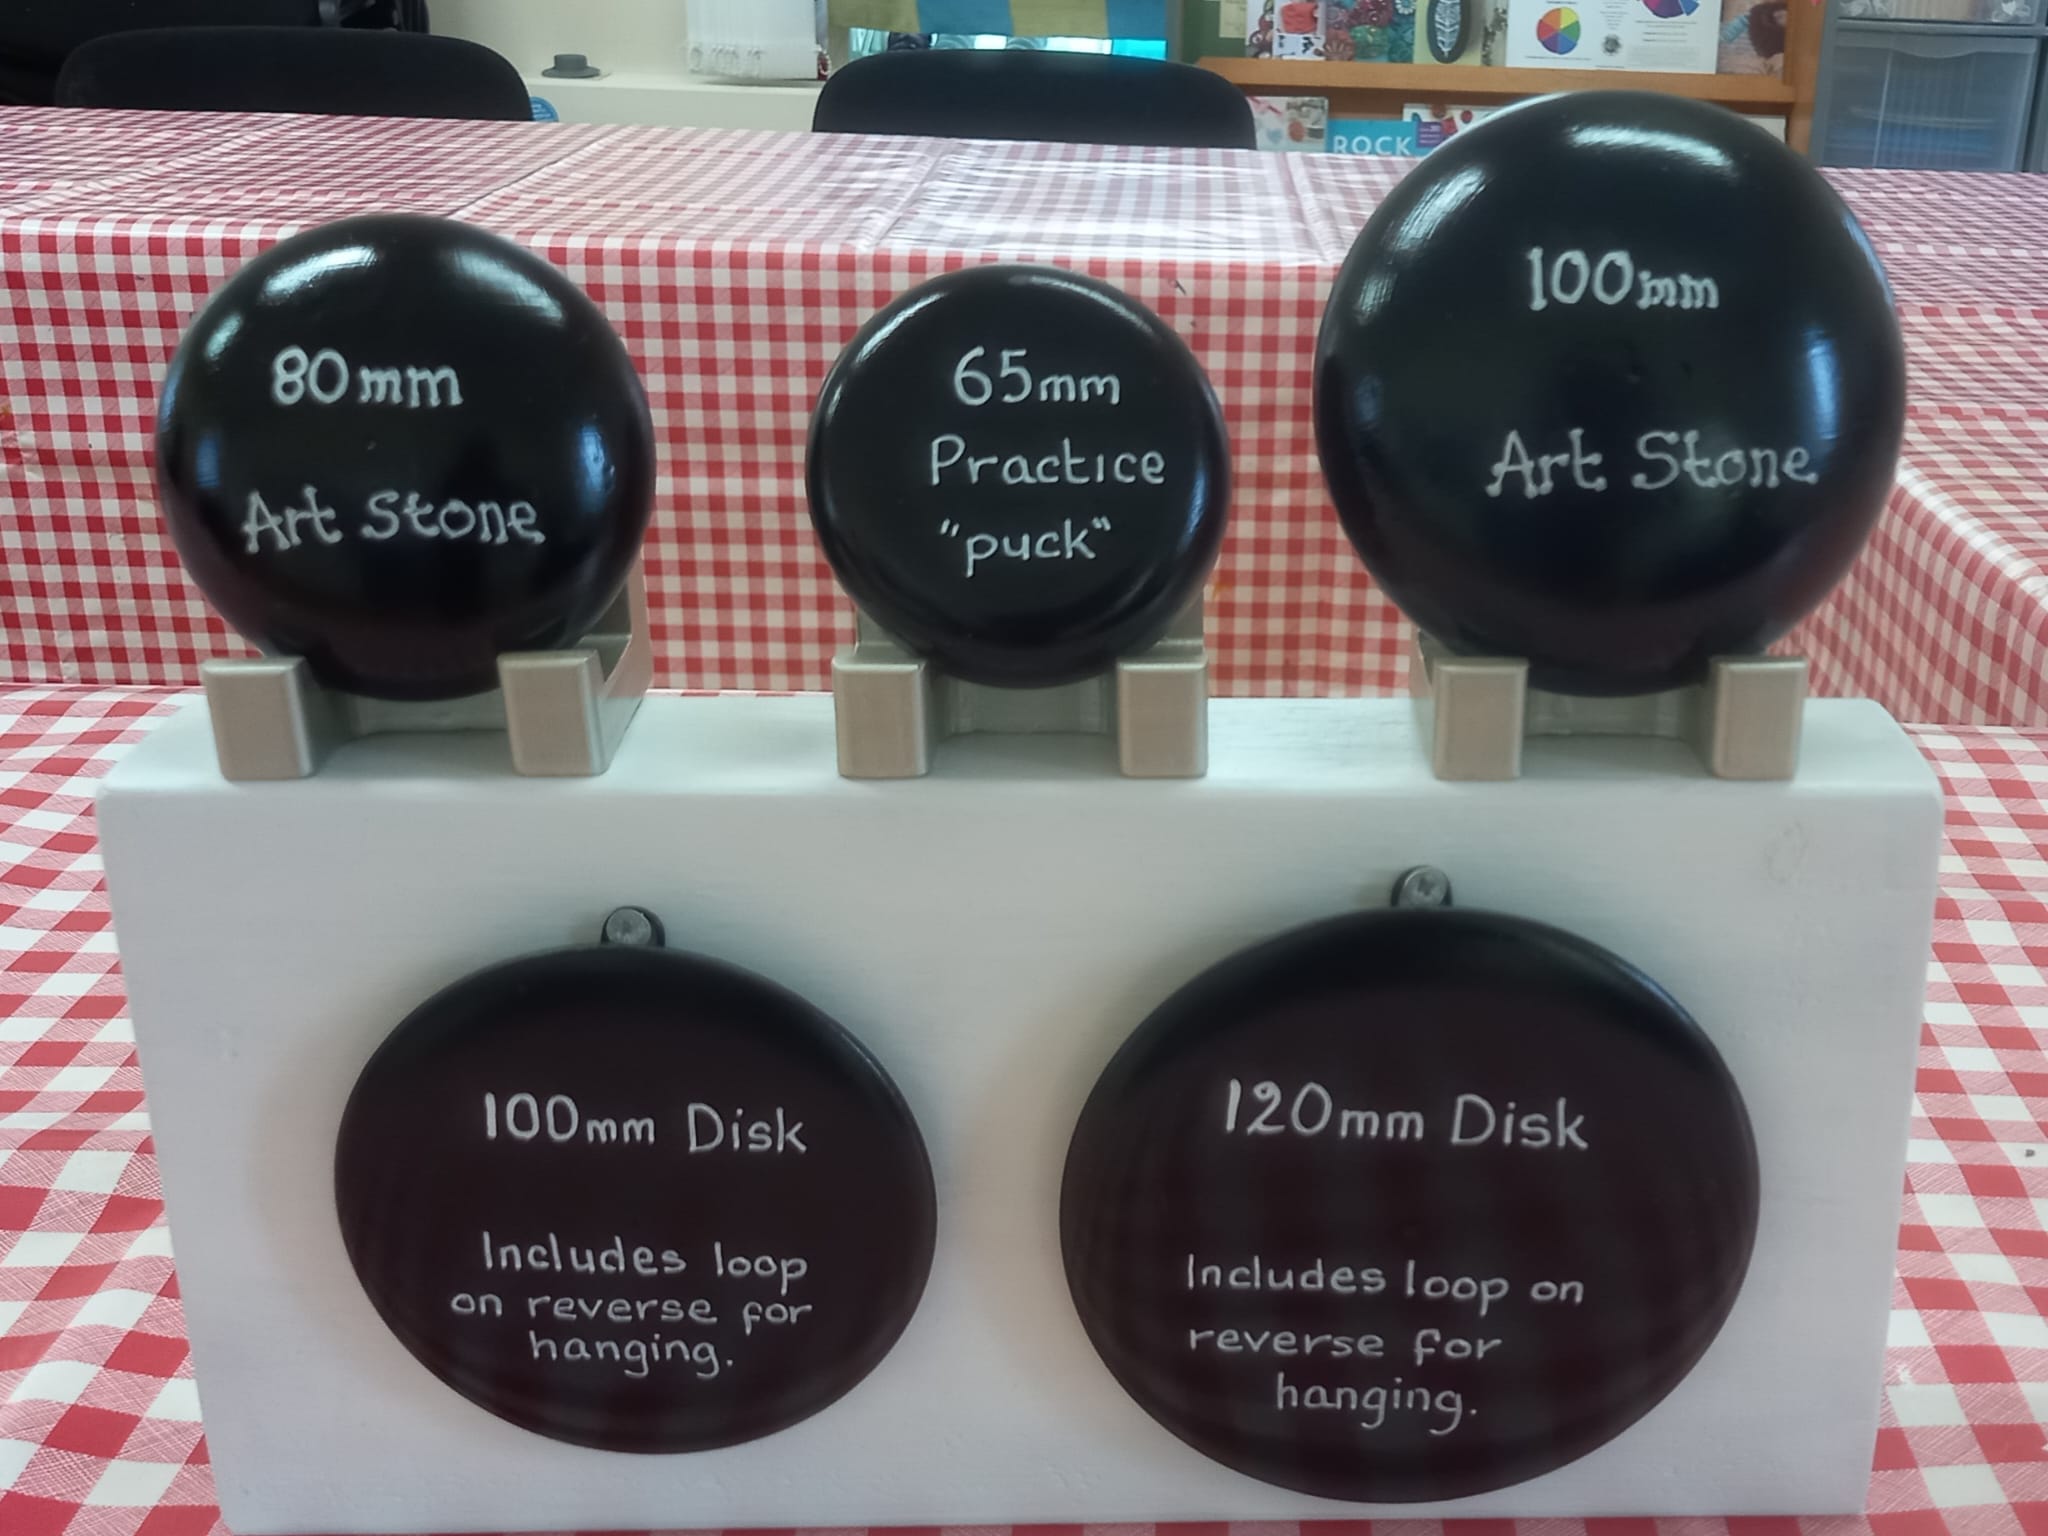 ROCK
80mm
Art Stone
65mm
Practice
"puck"
100mm
Art Stone
100mm Disk
Includes loop
on reverse for
hanging.
120mm Disk
Includes loop on
reverse for
hanging.